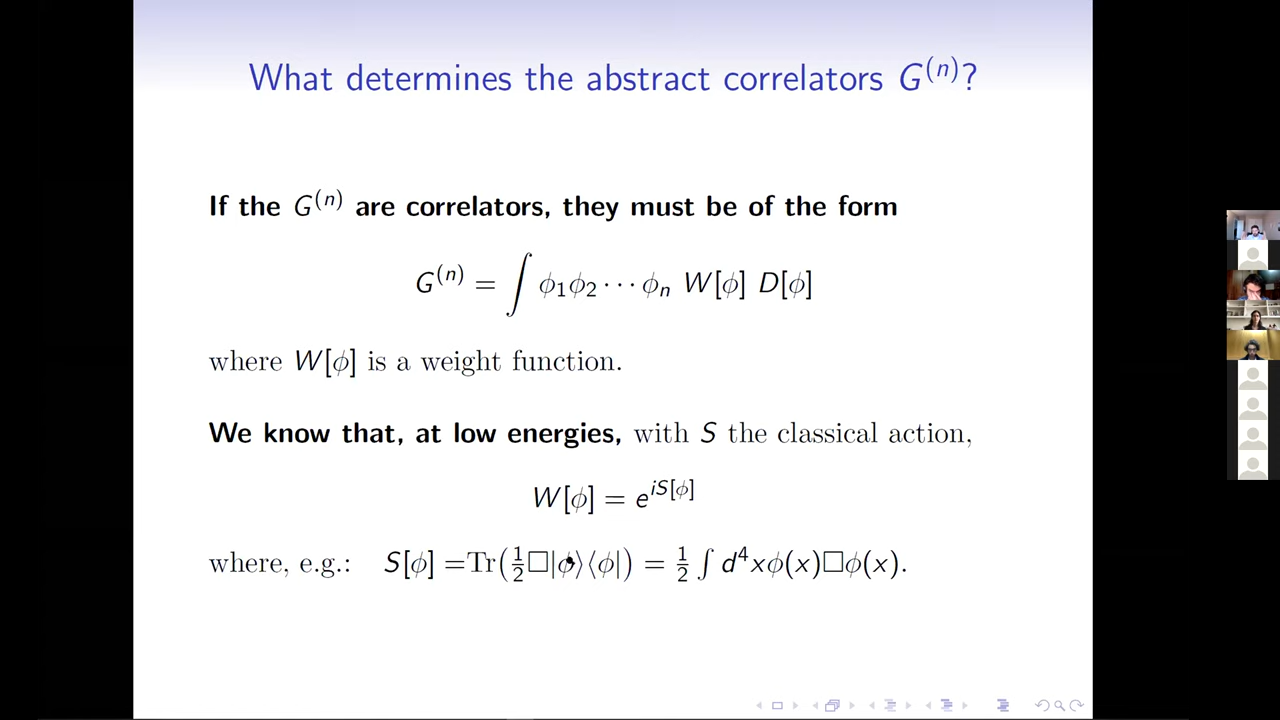 What determines the abstract correlators G⁽ⁿ⁾?
If the G⁽ⁿ⁾ are correlators, they must be of the form
G⁽ⁿ⁾ = ∫ ϕ₁ϕ₂ ⋯ ϕₙ W[ϕ] D[ϕ]
where W[ϕ] is a weight function.
We know that, at low energies, with S the classical action,
W[ϕ] = e^{iS[ϕ]}
where, e.g.: S[ϕ] =Tr(½□|ϕ⟩⟨ϕ|) = ½ ∫ d⁴xϕ(x)□ϕ(x).